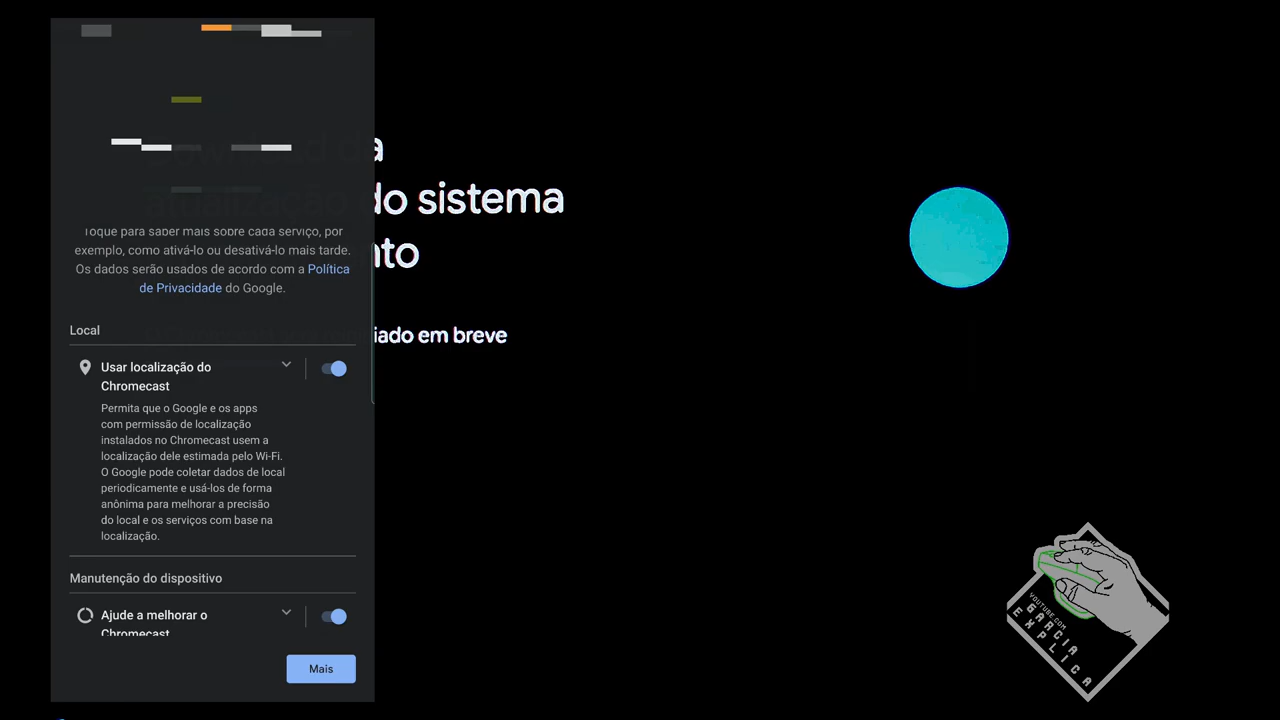 do sistema
em breve
Toque para saber mais sobre cada serviço, por
exemplo, como ativá-lo ou desativá-lo mais tarde.
Os dados serão usados de acordo com a Política
de Privacidade do Google.
Local
Usar localização do
Chromecast
Permita que o Google e os apps
com permissão de localização
instalados no Chromecast usem a
localização dele estimada pelo Wi-Fi.
O Google pode coletar dados de local
periodicamente e usá-los de forma
anônima para melhorar a precisão
do local e os serviços com base na
localização.
Manutenção do dispositivo
Ajude a melhorar o
Chromecast
Mais
YOUTUBE.COM
GARCIA
EXPLICA